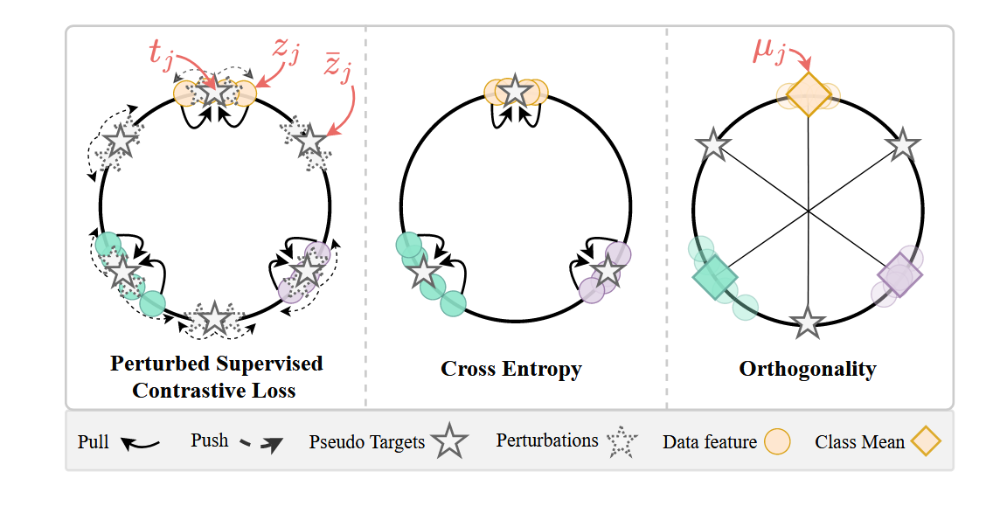 t_j
z_j
z̄_j
μ_j
Perturbed Supervised
Contrastive Loss
Cross Entropy
Orthogonality
Pull
Push
Pseudo Targets
Perturbations
Data feature
Class Mean